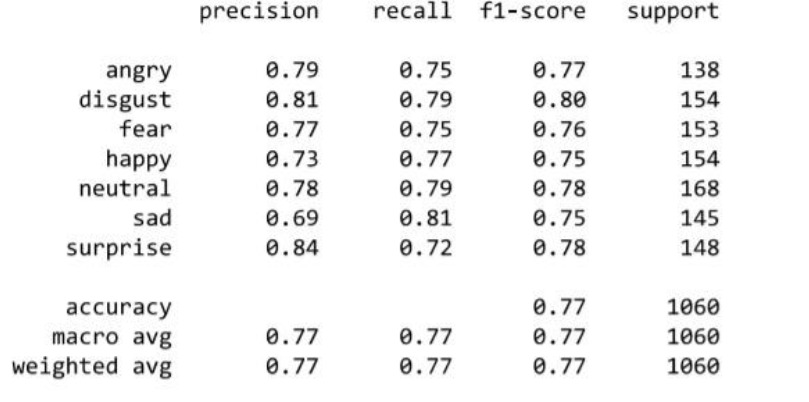 precision recall f1-score support
angry 0.79 0.75 0.77 138
disgust 0.81 0.79 0.80 154
fear 0.77 0.75 0.76 153
happy 0.73 0.77 0.75 154
neutral 0.78 0.79 0.78 168
sad 0.69 0.81 0.75 145
surprise 0.84 0.72 0.78 148
accuracy 0.77 1060
macro avg 0.77 0.77 0.77 1060
weighted avg 0.77 0.77 0.77 1060